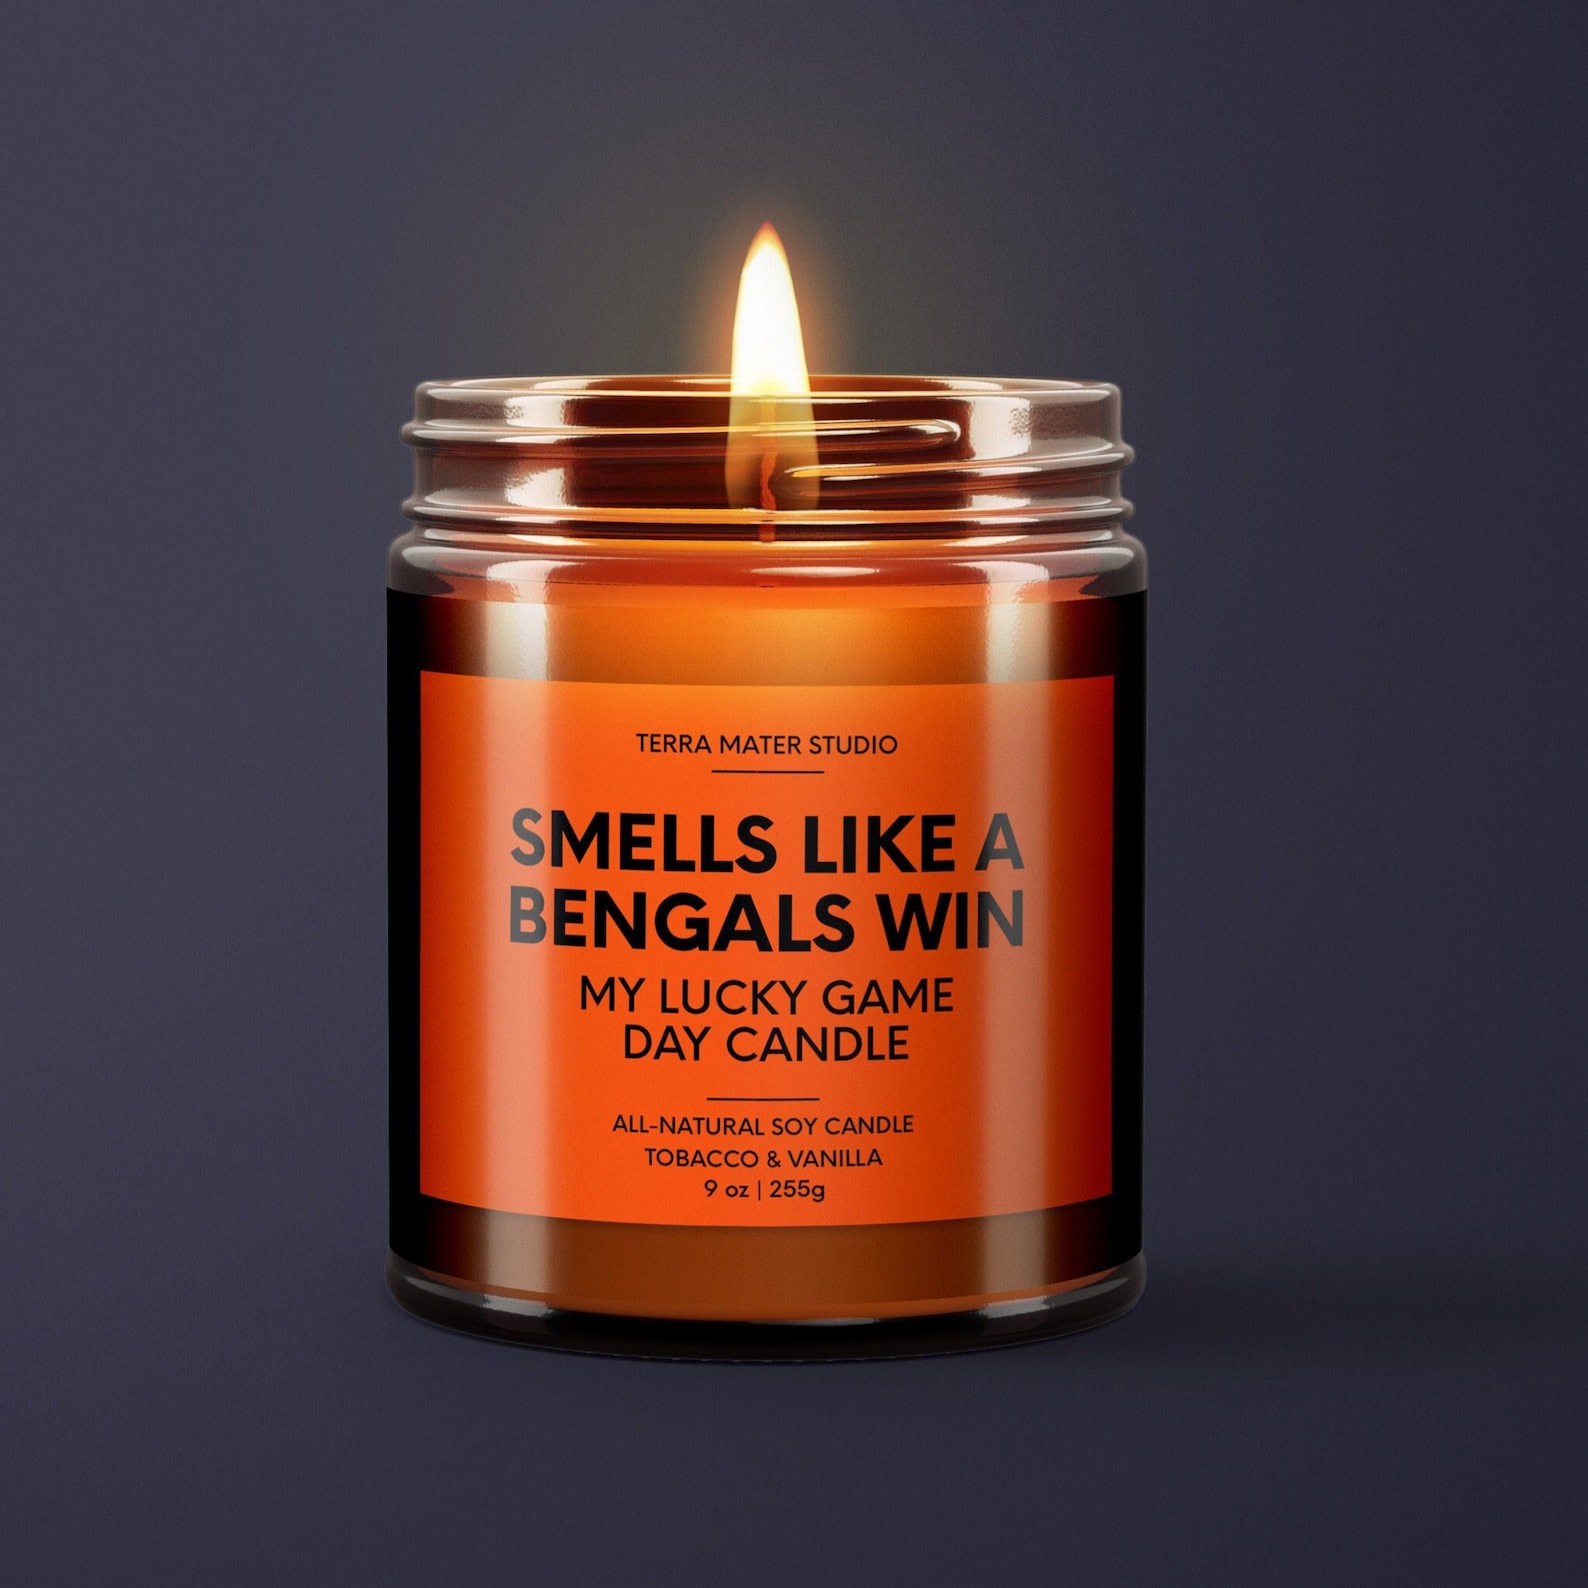 TERRA MATER STUDIO
SMELLS LIKE A
BENGALS WIN
MY LUCKY GAME
DAY CANDLE
ALL-NATURAL SOY CANDLE
TOBACCO & VANILLA
9 oz | 255g